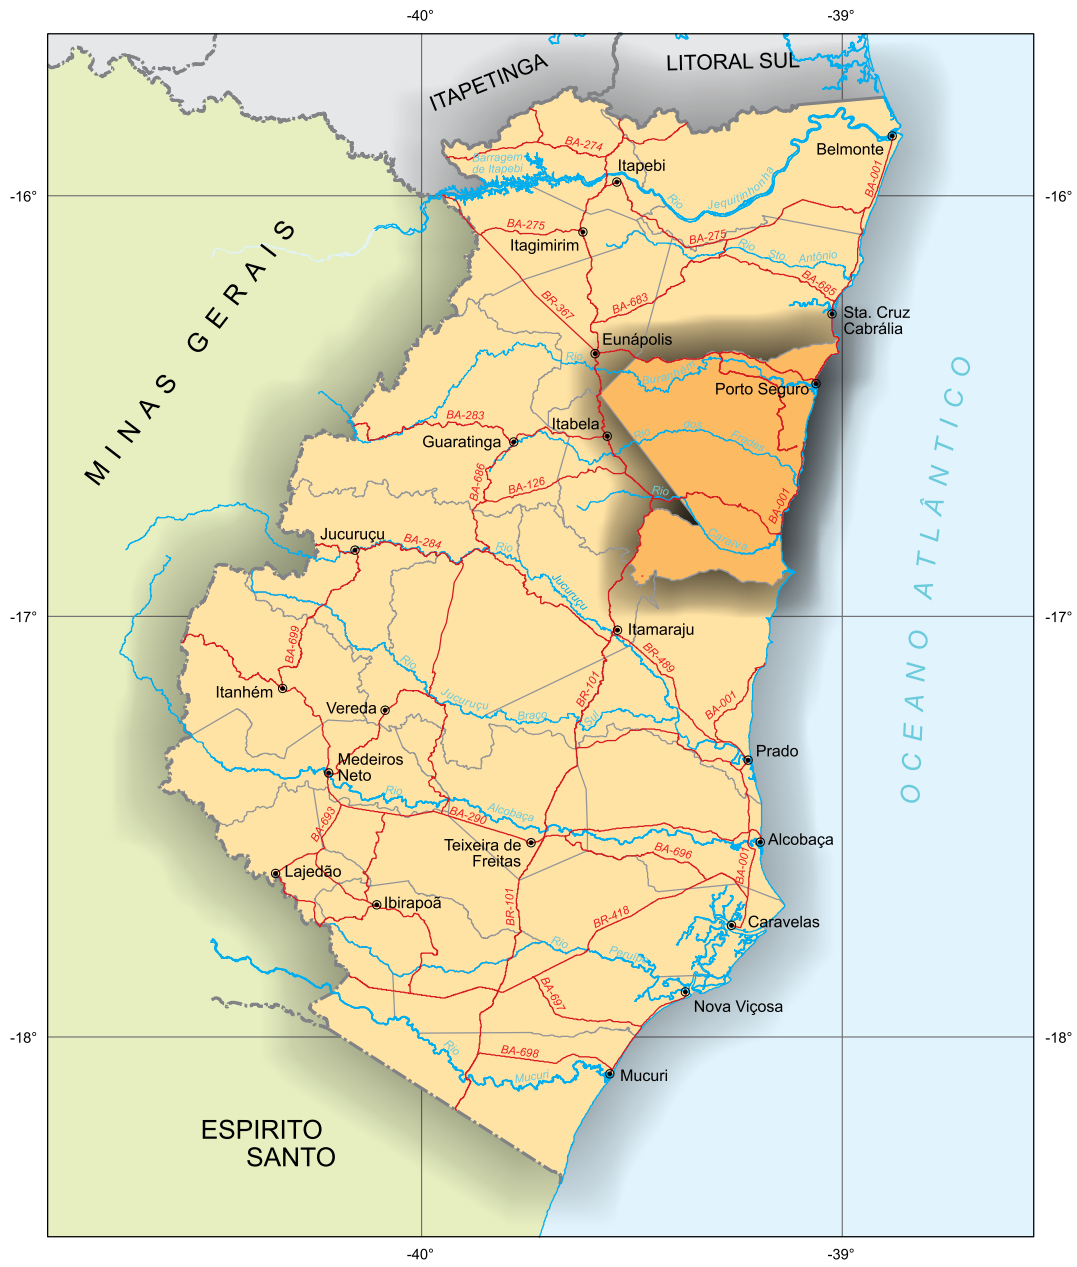 -40°
-39°
ITAPETINGA
LITORAL SUL
BA-274
Barragem
de Itapebi
Itapebi
Belmonte
BA-001
-16°
-16°
Rio
Jequitinhonha
BA-275
Itagimirim
BA-275
Rio
Sto.
Antônio
BA-685
BR-367
BA-683
Sta. Cruz
Cabrália
MINAS GERAIS
Eunápolis
Rio
Buranhém
Porto Seguro
OCEANO ATLÂNTICO
BA-283
Guaratinga
Itabela
Rio
dos
Frades
BA-686
BA-126
Rio
BA-001
Caraíva
Jucuruçu
BA-284
Rio
Jucuruçu
-17°
-17°
Itamaraju
BA-699
BR-489
Rio
Itanhém
Vereda
Jucuruçu
Braço
Sul
BR-101
BA-001
Prado
Medeiros
Neto
Rio
Alcobaça
BA-290
BA-693
Teixeira de
Freitas
Alcobaça
BA-696
BA-001
Lajedão
Ibirapoã
BR-101
BR-418
Caravelas
Rio
Peruípe
BA-697
Nova Viçosa
-18°
-18°
Rio
BA-698
Mucuri
Mucuri
ESPIRITO
SANTO
-40°
-39°